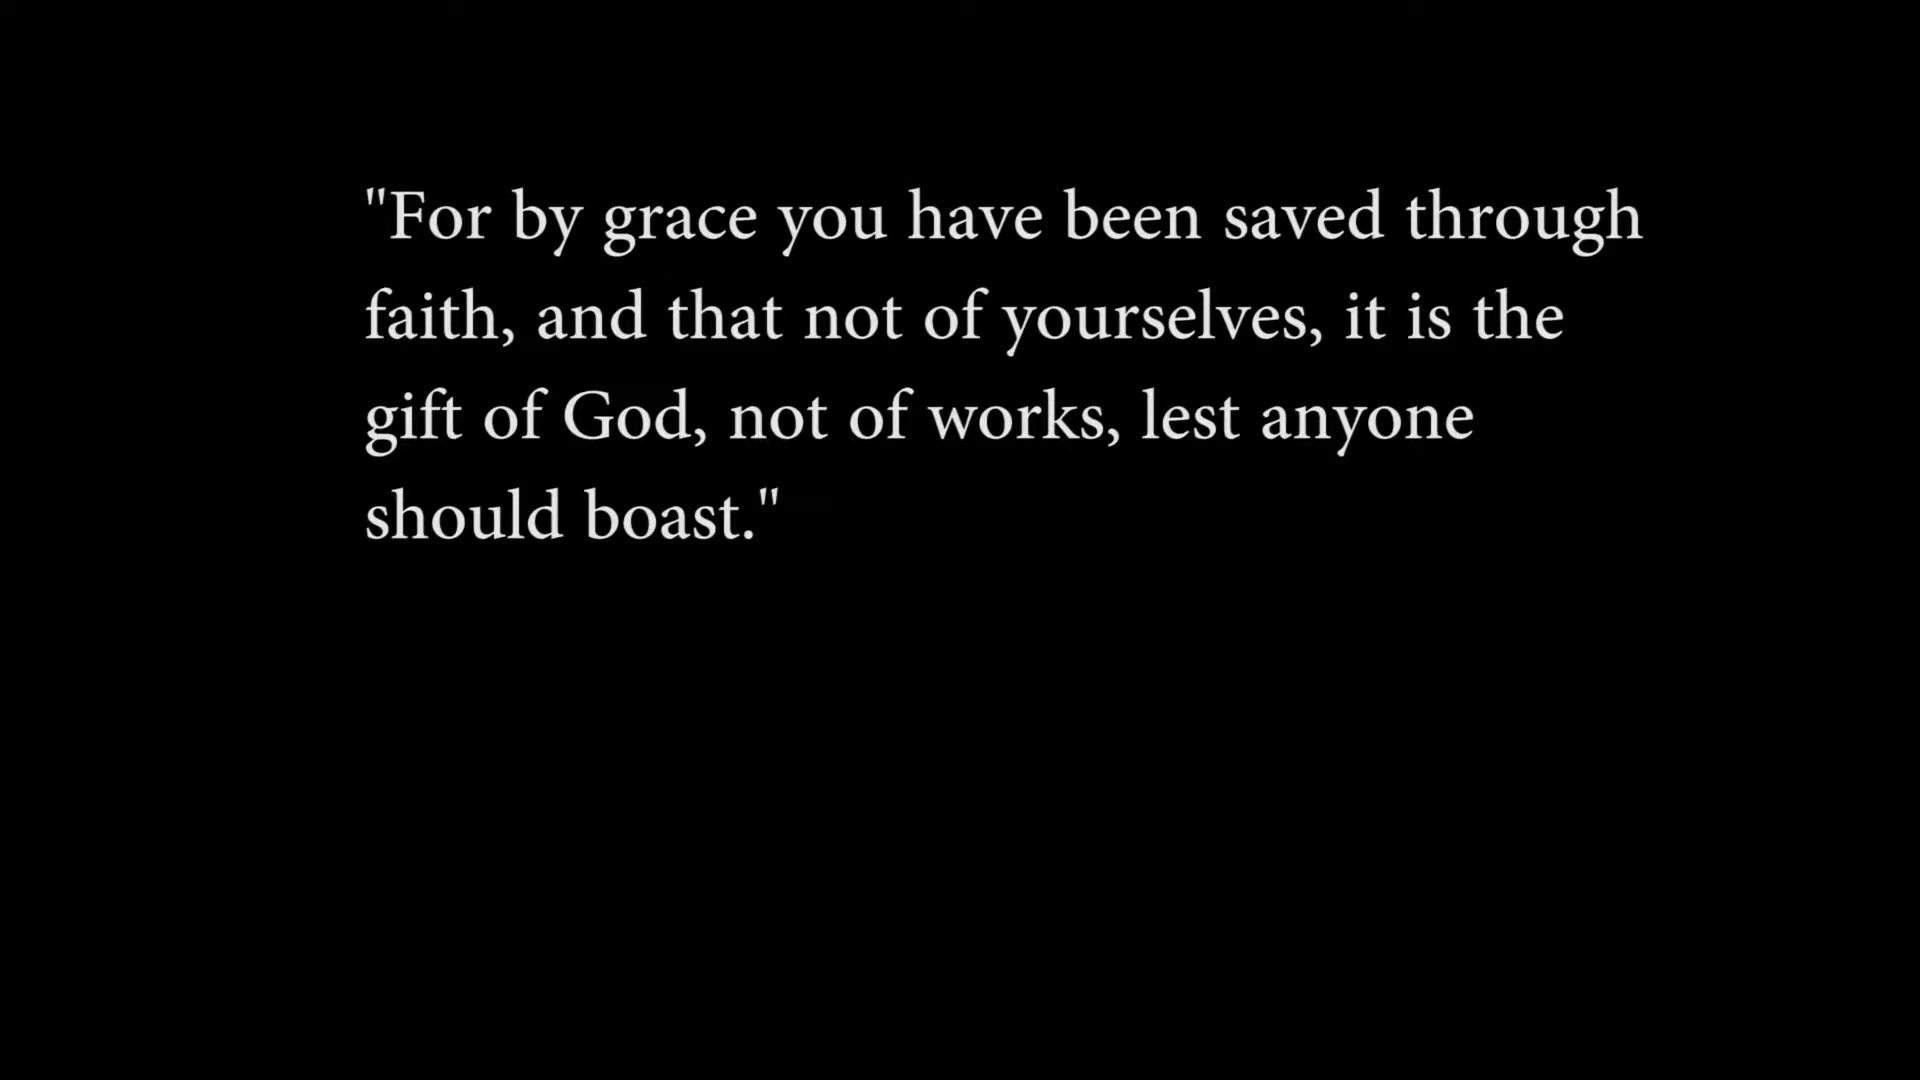 "For by grace you have been saved through
faith, and that not of yourselves, it is the
gift of God, not of works, lest anyone
should boast."